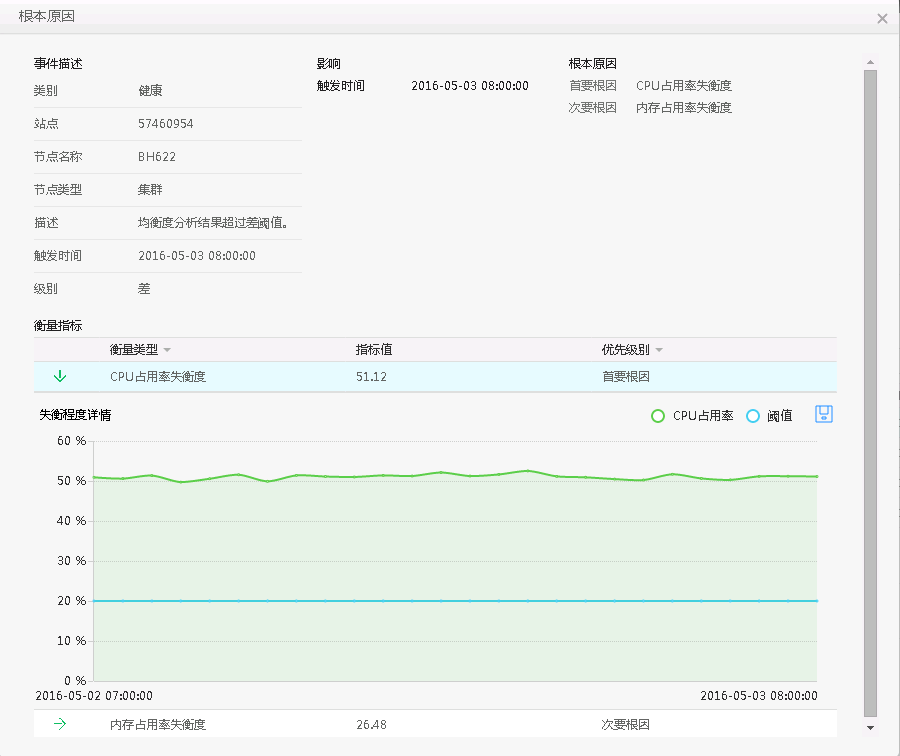 根本原因
事件描述
类别 健康
站点 57460954
节点名称 BH622
节点类型 集群
描述 均衡度分析结果超过差阈值。
触发时间 2016-05-03 08:00:00
级别 差
影响
触发时间 2016-05-03 08:00:00
根本原因
首要根因 CPU占用率失衡度
次要根因 内存占用率失衡度
衡量指标
衡量类型 指标值 优先级别
CPU占用率失衡度 51.12 首要根因
失衡程度详情
CPU占用率 阈值
60 %
50 %
40 %
30 %
20 %
10 %
0 %
2016-05-02 07:00:00 2016-05-03 08:00:00
内存占用率失衡度 26.48 次要根因